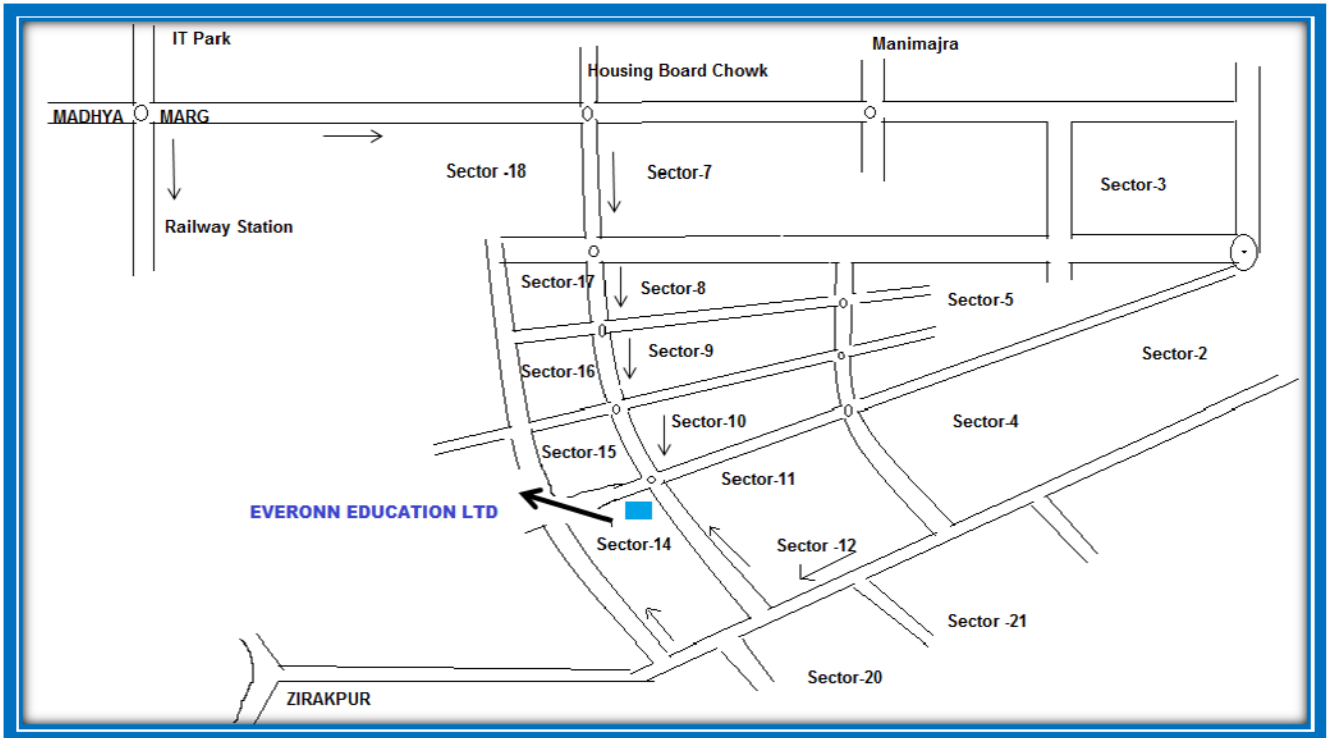 IT Park
Manimajra
Housing Board Chowk
MADHYA MARG
Sector -18
Sector-7
Sector-3
Railway Station
Sector-17
Sector-8
Sector-5
Sector-9
Sector-2
Sector-16
Sector-10
Sector-4
Sector-15
Sector-11
EVERONN EDUCATION LTD
Sector-14
Sector -12
Sector -21
Sector-20
ZIRAKPUR